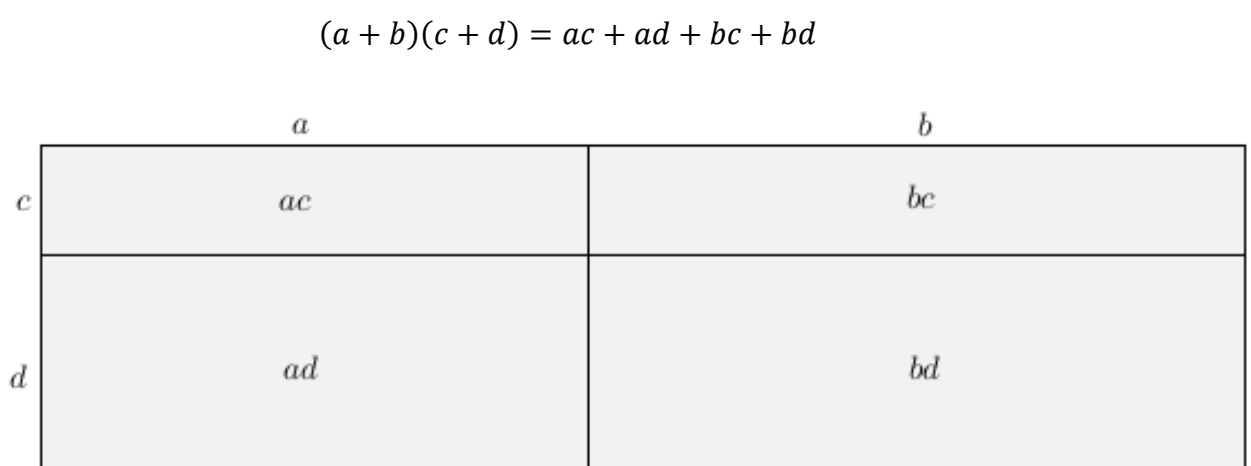 (a + b)(c + d) = ac + ad + bc + bd
a b
c ac bc
d ad bd